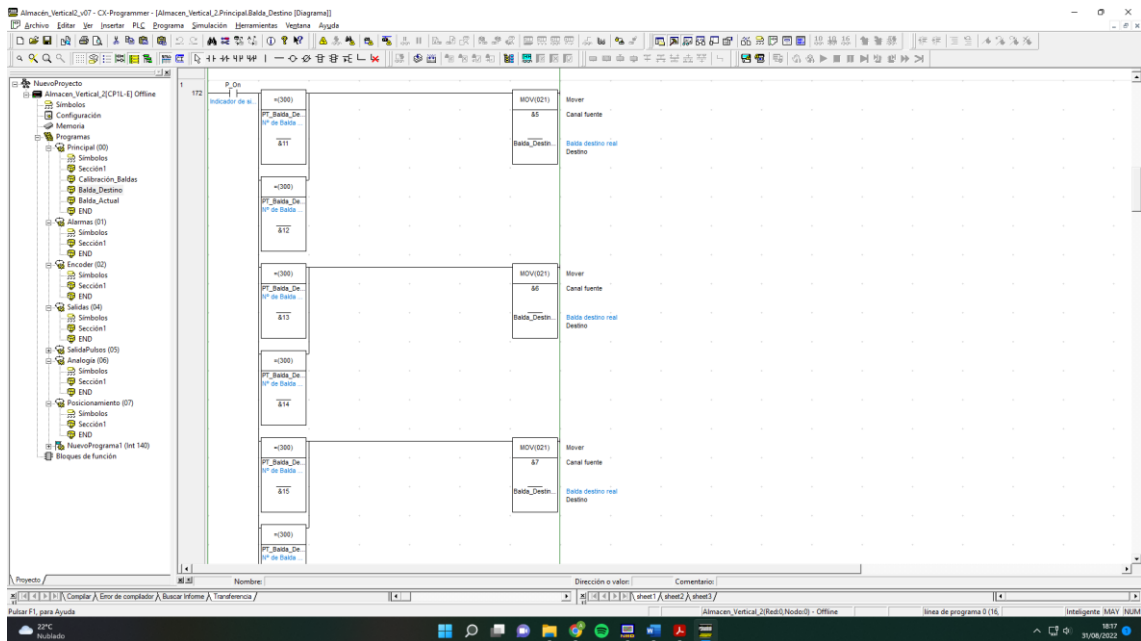 Almacén_Vertical2_v07 - CX-Programmer - [Almacen_Vertical_2.Principal.Balda_Destino [Diagrama]]
Archivo Editar Ver Insertar PLC Programa Simulación Herramientas Ventana Ayuda
NuevoProyecto
Almacen_Vertical_2[CP1L-E] Offline
Símbolos
Configuración
Memoria
Programas
Principal (00)
Símbolos
Sección1
Calibración_Baldas
Balda_Destino
Balda_Actual
END
Alarmas (01)
Símbolos
Sección1
END
Encoder (02)
Símbolos
Sección1
END
Salidas (04)
Símbolos
Sección1
END
SalidaPulsos (05)
Analogía (06)
Símbolos
Sección1
END
Posicionamiento (07)
Símbolos
Sección1
END
NuevoPrograma1 (Int 140)
Bloques de función
Proyecto
1
172
P_On
Indicador de si...
=(300)
PT_Balda_De...
Nº de Balda ...
&11
MOV(021)
&5
Balda_Destin...
Mover
Canal fuente
Balda destino real
Destino
=(300)
PT_Balda_De...
Nº de Balda ...
&12
=(300)
PT_Balda_De...
Nº de Balda ...
&13
MOV(021)
&6
Balda_Destin...
Mover
Canal fuente
Balda destino real
Destino
=(300)
PT_Balda_De...
Nº de Balda ...
&14
=(300)
PT_Balda_De...
Nº de Balda ...
&15
MOV(021)
&7
Balda_Destin...
Mover
Canal fuente
Balda destino real
Destino
=(300)
PT_Balda_De...
Nº de Balda ...
Nombre: Dirección o valor: Comentario:
Compilar Error de compilador Buscar Informe Transferencia
sheet1 sheet2 sheet3
Pulsar F1, para Ayuda
Almacen_Vertical_2(Red:0,Nodo:0) - Offline
línea de programa 0 (16,
Inteligente MAY NUM
22°C
Nublado
18:17
31/08/2022